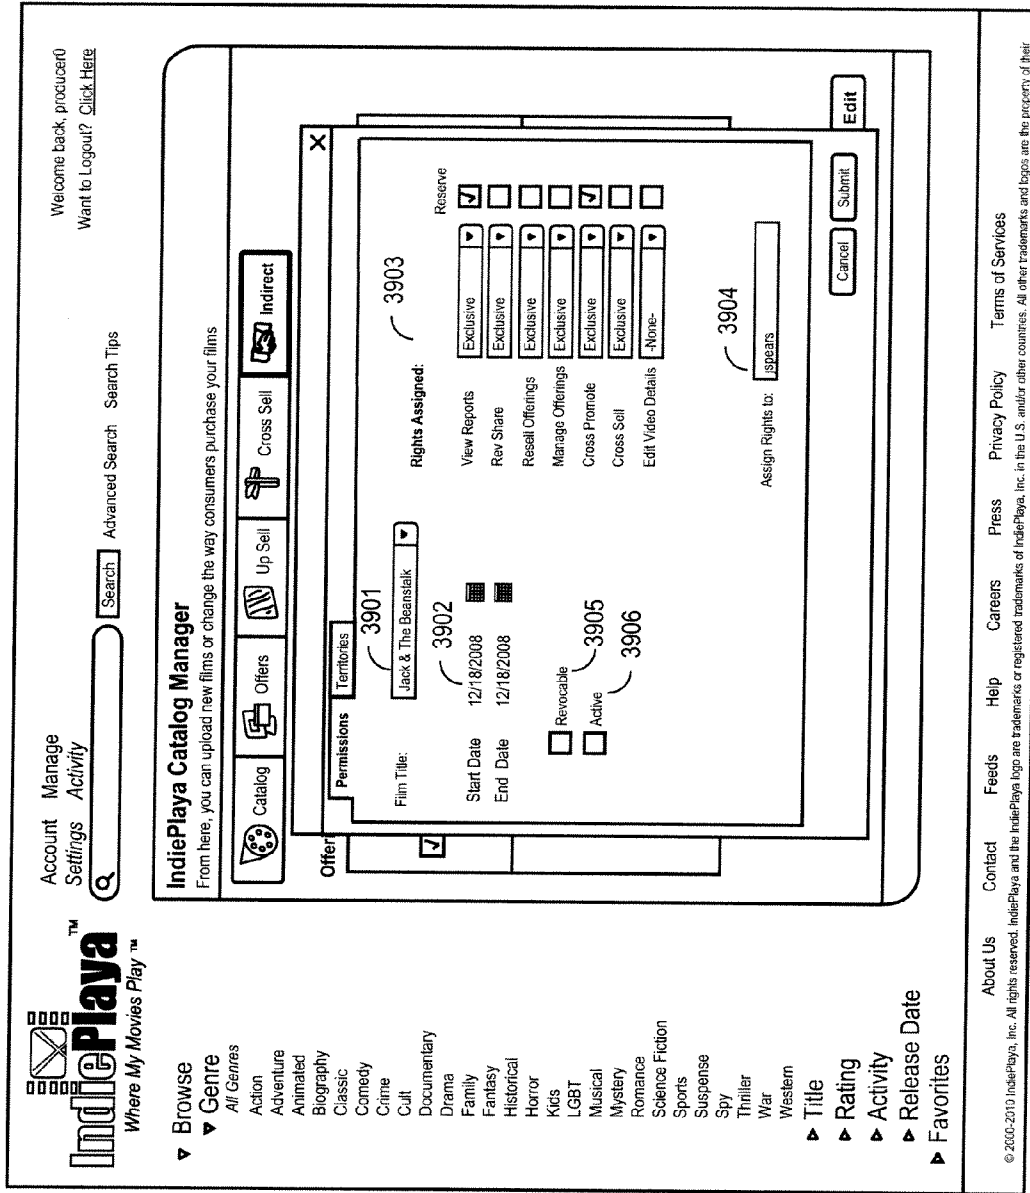 IndiePlaya™
Where My Movies Play ™
Account Settings
Manage Activity
Search
Advanced Search
Search Tips
Welcome back, producer0
Want to Logout? Click Here
Browse
Genre
All Genres
Action
Adventure
Animated
Biography
Classic
Comedy
Crime
Cult
Documentary
Drama
Family
Fantasy
Historical
Horror
Kids
LGBT
Musical
Mystery
Romance
Science Fiction
Sports
Suspense
Spy
Thriller
War
Western
Title
Rating
Activity
Release Date
Favorites
IndiePlaya Catalog Manager
From here, you can upload new films or change the way consumers purchase your films
Catalog
Offers
Up Sell
Cross Sell
Indirect
Offer
X
Permissions
Territories
Film Title:
Jack & The Beanstalk
3901
Start Date 12/18/2008
3902
End Date 12/18/2008
Revocable
3905
Active
3906
Rights Assigned:
3903
Reserve
View Reports Exclusive
Rev Share Exclusive
Resell Offerings Exclusive
Manage Offerings Exclusive
Cross Promote Exclusive
Cross Sell Exclusive
Edit Video Details -None-
Assign Rights to: jspears
3904
Cancel
Submit
Edit
About Us
Contact
Feeds
Help
Careers
Press
Privacy Policy
Terms of Services
© 2000-2010 IndiePlaya, Inc. All rights reserved. IndiePlaya and the IndiePlaya logo are trademarks or registered trademarks of IndiePlaya, Inc. in the U.S. and/or other countries. All other trademarks and logos are the property of their